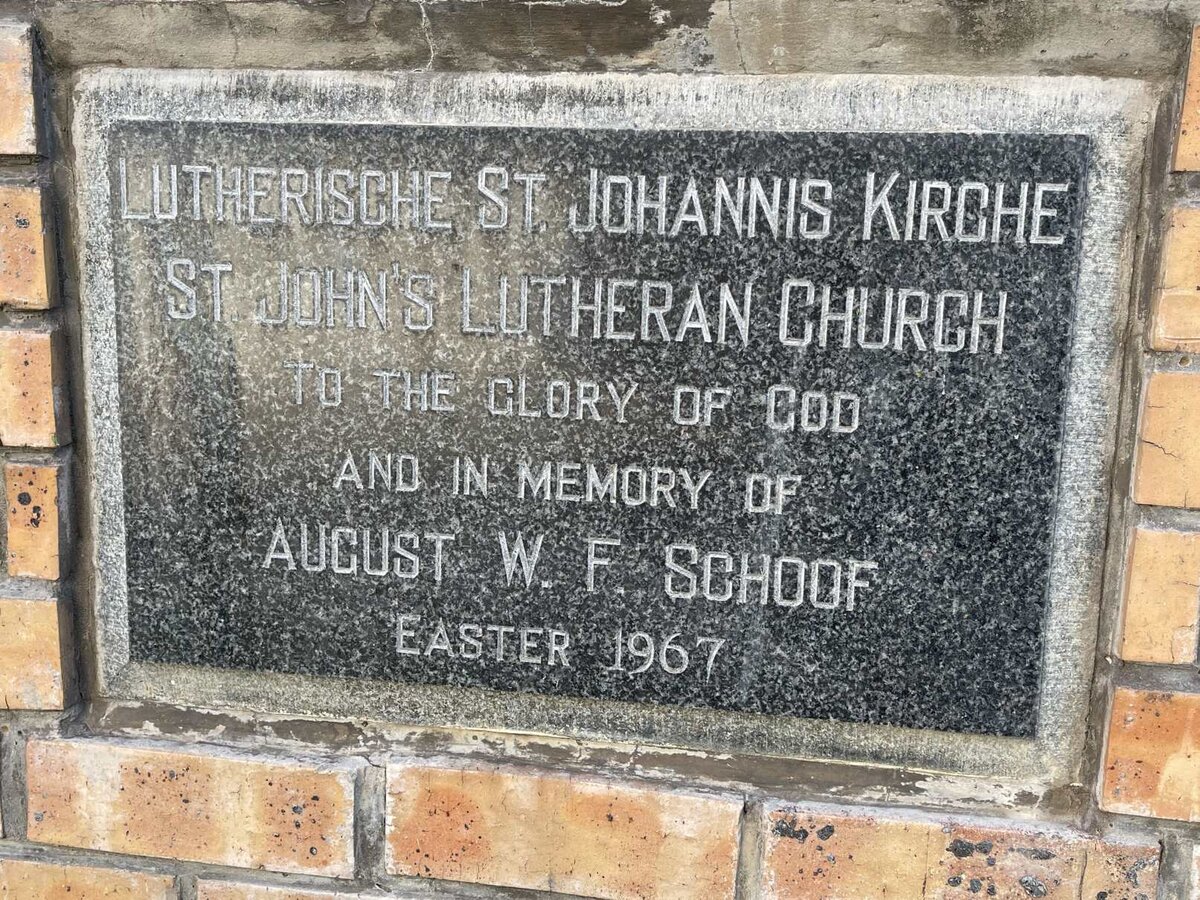 LUTHERISCHE ST. JOHANNIS KIRCHE
ST. JOHN'S LUTHERAN CHURCH
TO THE GLORY OF GOD
AND IN MEMORY OF
AUGUST W. F. SCHOOF
EASTER 1967